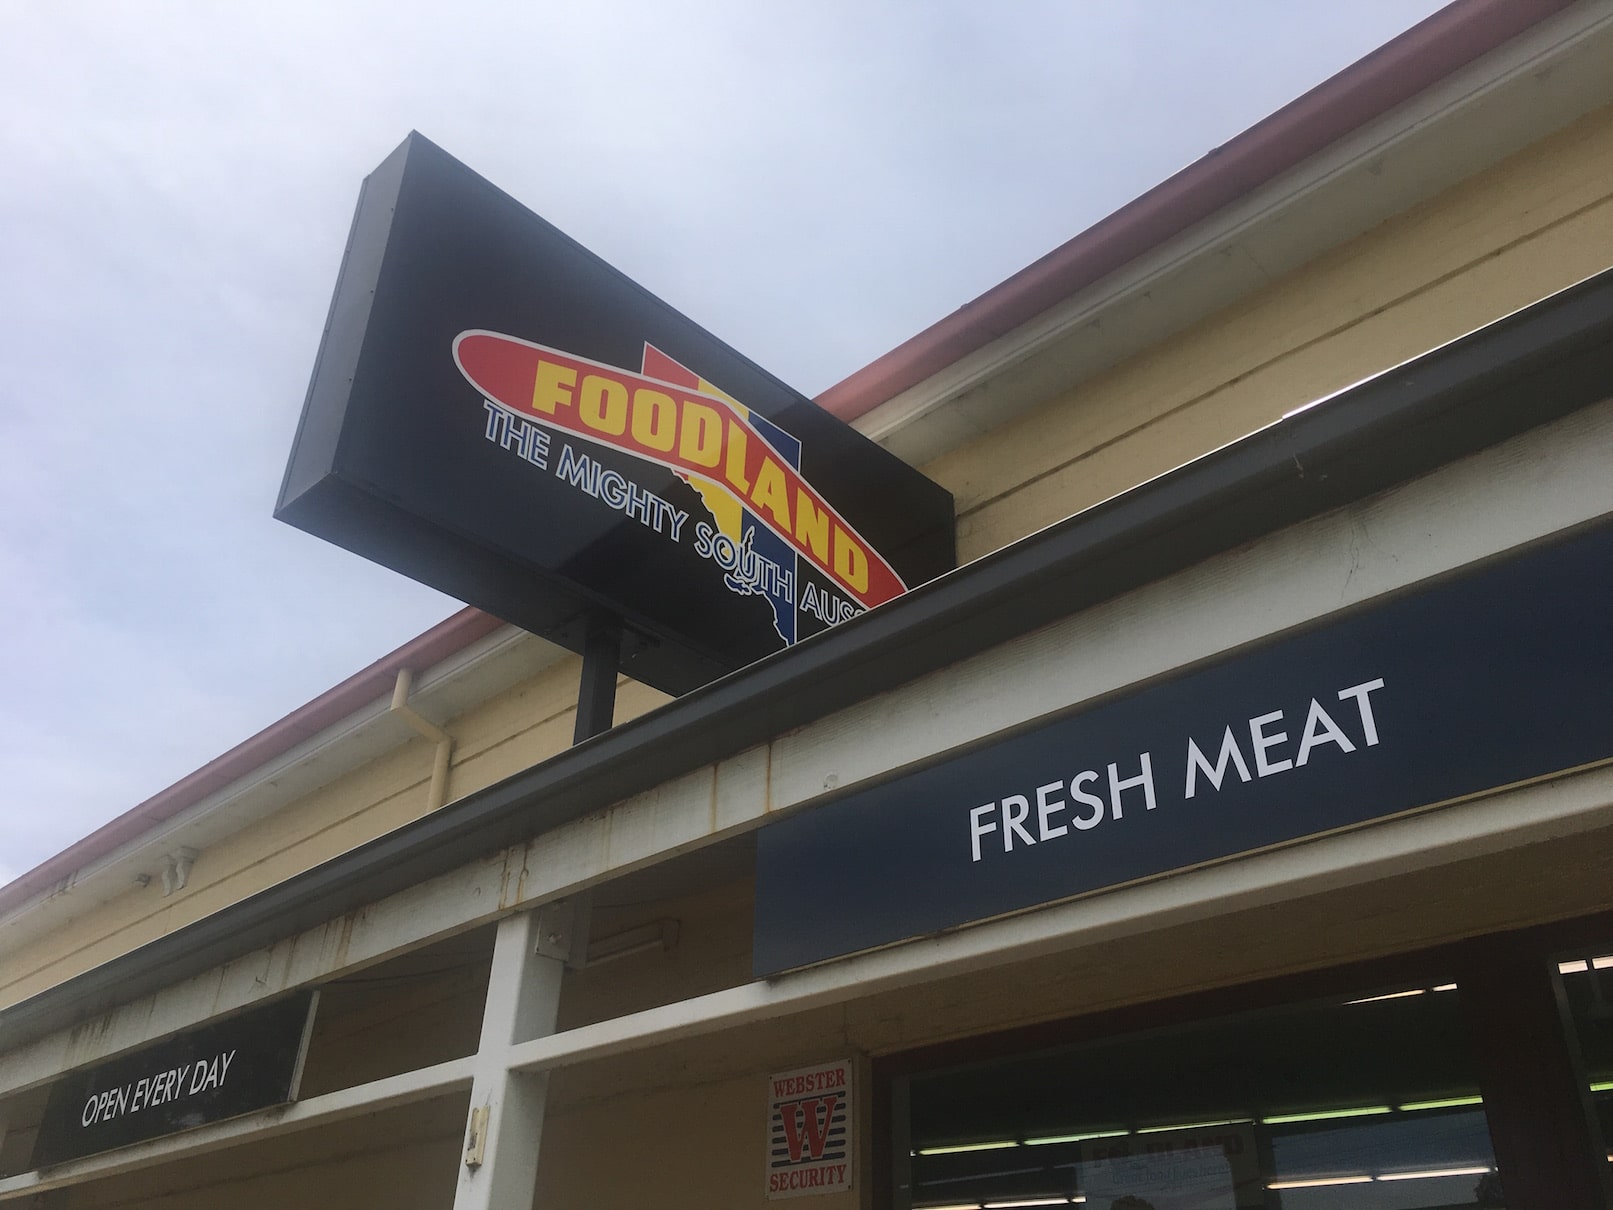 FOODLAND
THE MIGHTY SOUTH AUS
FRESH MEAT
OPEN EVERY DAY
WEBSTER
W
SECURITY